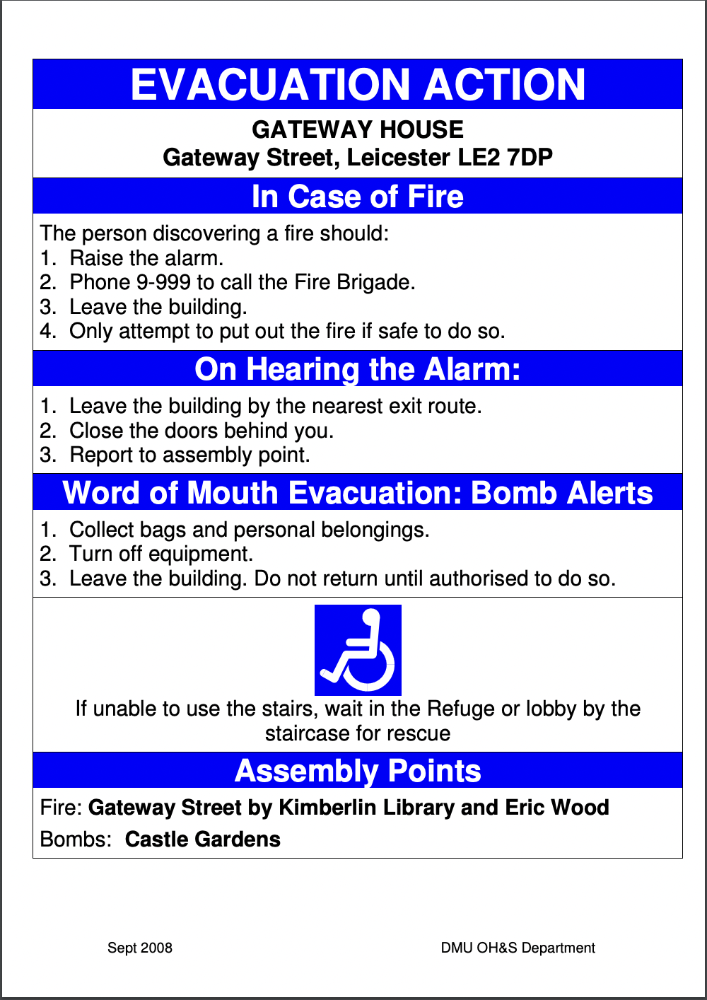 EVACUATION ACTION
GATEWAY HOUSE
Gateway Street, Leicester LE2 7DP
In Case of Fire
The person discovering a fire should:
1. Raise the alarm.
2. Phone 9-999 to call the Fire Brigade.
3. Leave the building.
4. Only attempt to put out the fire if safe to do so.
On Hearing the Alarm:
1. Leave the building by the nearest exit route.
2. Close the doors behind you.
3. Report to assembly point.
Word of Mouth Evacuation: Bomb Alerts
1. Collect bags and personal belongings.
2. Turn off equipment.
3. Leave the building. Do not return until authorised to do so.
If unable to use the stairs, wait in the Refuge or lobby by the
staircase for rescue
Assembly Points
Fire: Gateway Street by Kimberlin Library and Eric Wood
Bombs: Castle Gardens
Sept 2008 DMU OH&S Department